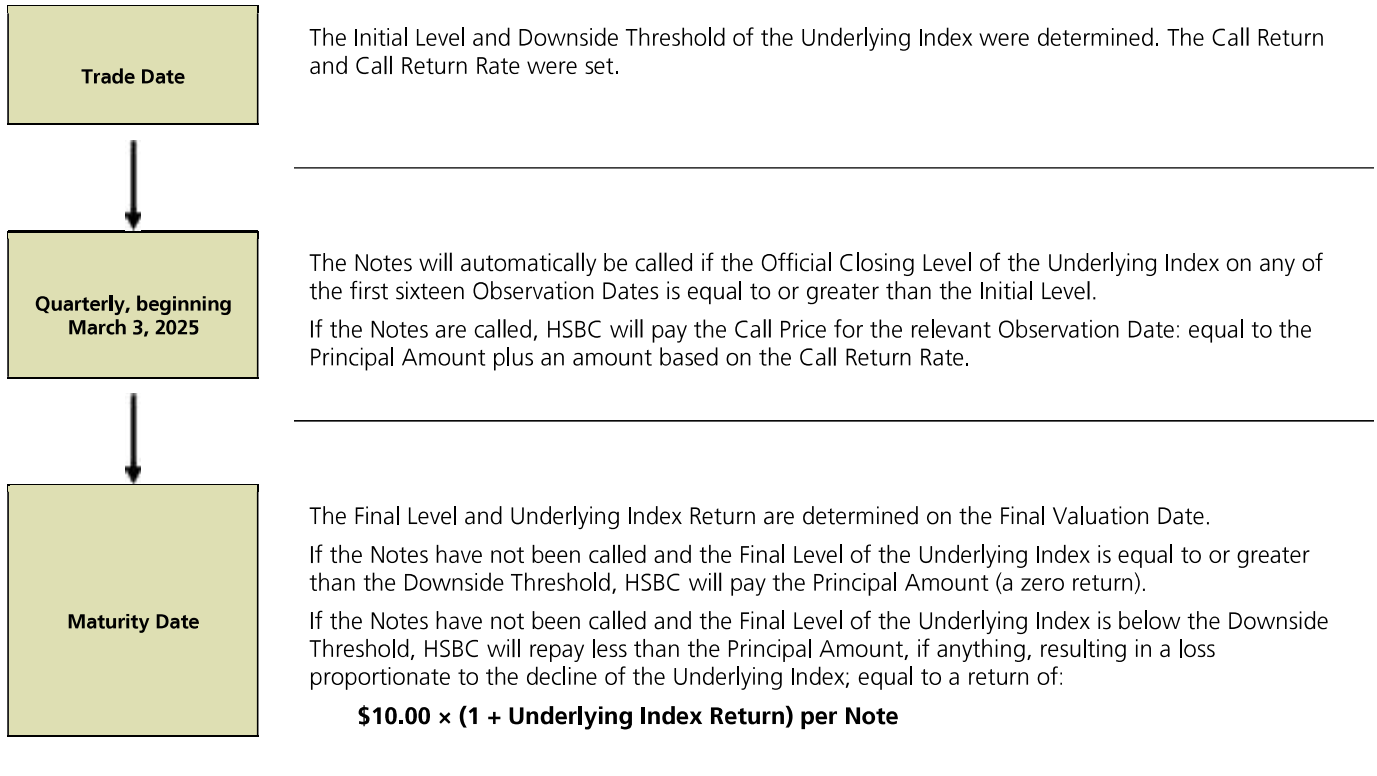 Trade Date
The Initial Level and Downside Threshold of the Underlying Index were determined. The Call Return
and Call Return Rate were set.
Quarterly, beginning
March 3, 2025
The Notes will automatically be called if the Official Closing Level of the Underlying Index on any of
the first sixteen Observation Dates is equal to or greater than the Initial Level.
If the Notes are called, HSBC will pay the Call Price for the relevant Observation Date: equal to the
Principal Amount plus an amount based on the Call Return Rate.
Maturity Date
The Final Level and Underlying Index Return are determined on the Final Valuation Date.
If the Notes have not been called and the Final Level of the Underlying Index is equal to or greater
than the Downside Threshold, HSBC will pay the Principal Amount (a zero return).
If the Notes have not been called and the Final Level of the Underlying Index is below the Downside
Threshold, HSBC will repay less than the Principal Amount, if anything, resulting in a loss
proportionate to the decline of the Underlying Index; equal to a return of:
$10.00 × (1 + Underlying Index Return) per Note